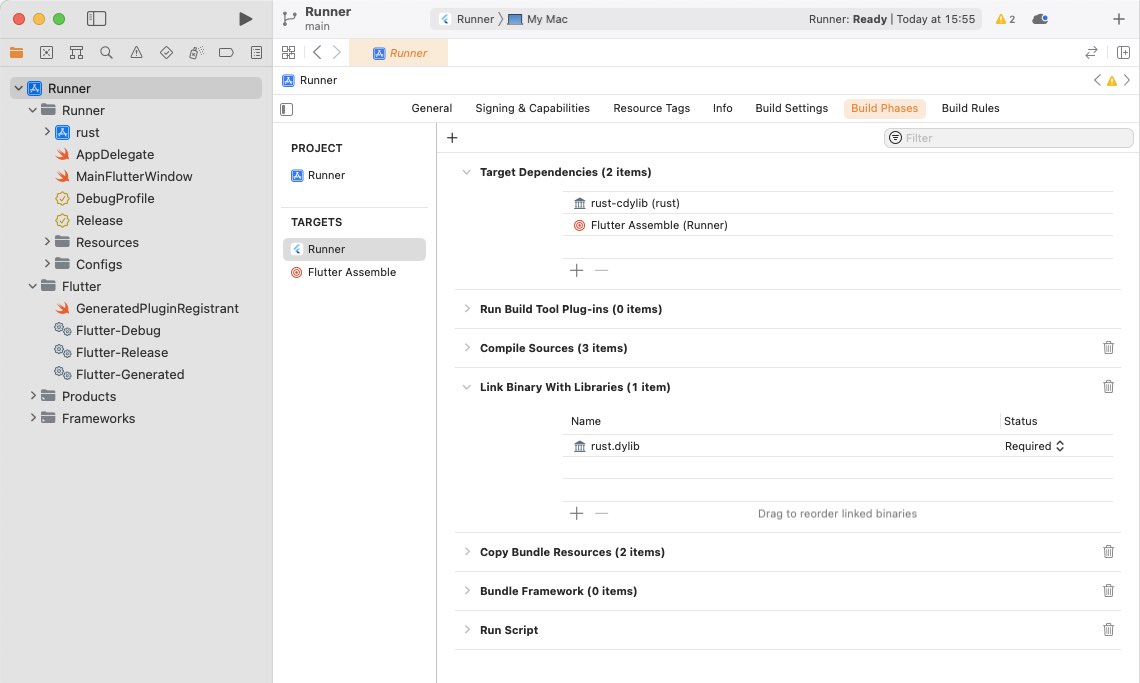 Runner
main
Runner
My Mac
Runner: Ready | Today at 15:55
2
Runner
Runner
Runner
rust
AppDelegate
MainFlutterWindow
DebugProfile
Release
Resources
Configs
Flutter
GeneratedPluginRegistrant
Flutter-Debug
Flutter-Release
Flutter-Generated
Products
Frameworks
Runner
General
Signing & Capabilities
Resource Tags
Info
Build Settings
Build Phases
Build Rules
PROJECT
Runner
TARGETS
Runner
Flutter Assemble
Filter
Target Dependencies (2 items)
rust-cdylib (rust)
Flutter Assemble (Runner)
Run Build Tool Plug-ins (0 items)
Compile Sources (3 items)
Link Binary With Libraries (1 item)
Name
Status
rust.dylib
Required
Drag to reorder linked binaries
Copy Bundle Resources (2 items)
Bundle Framework (0 items)
Run Script